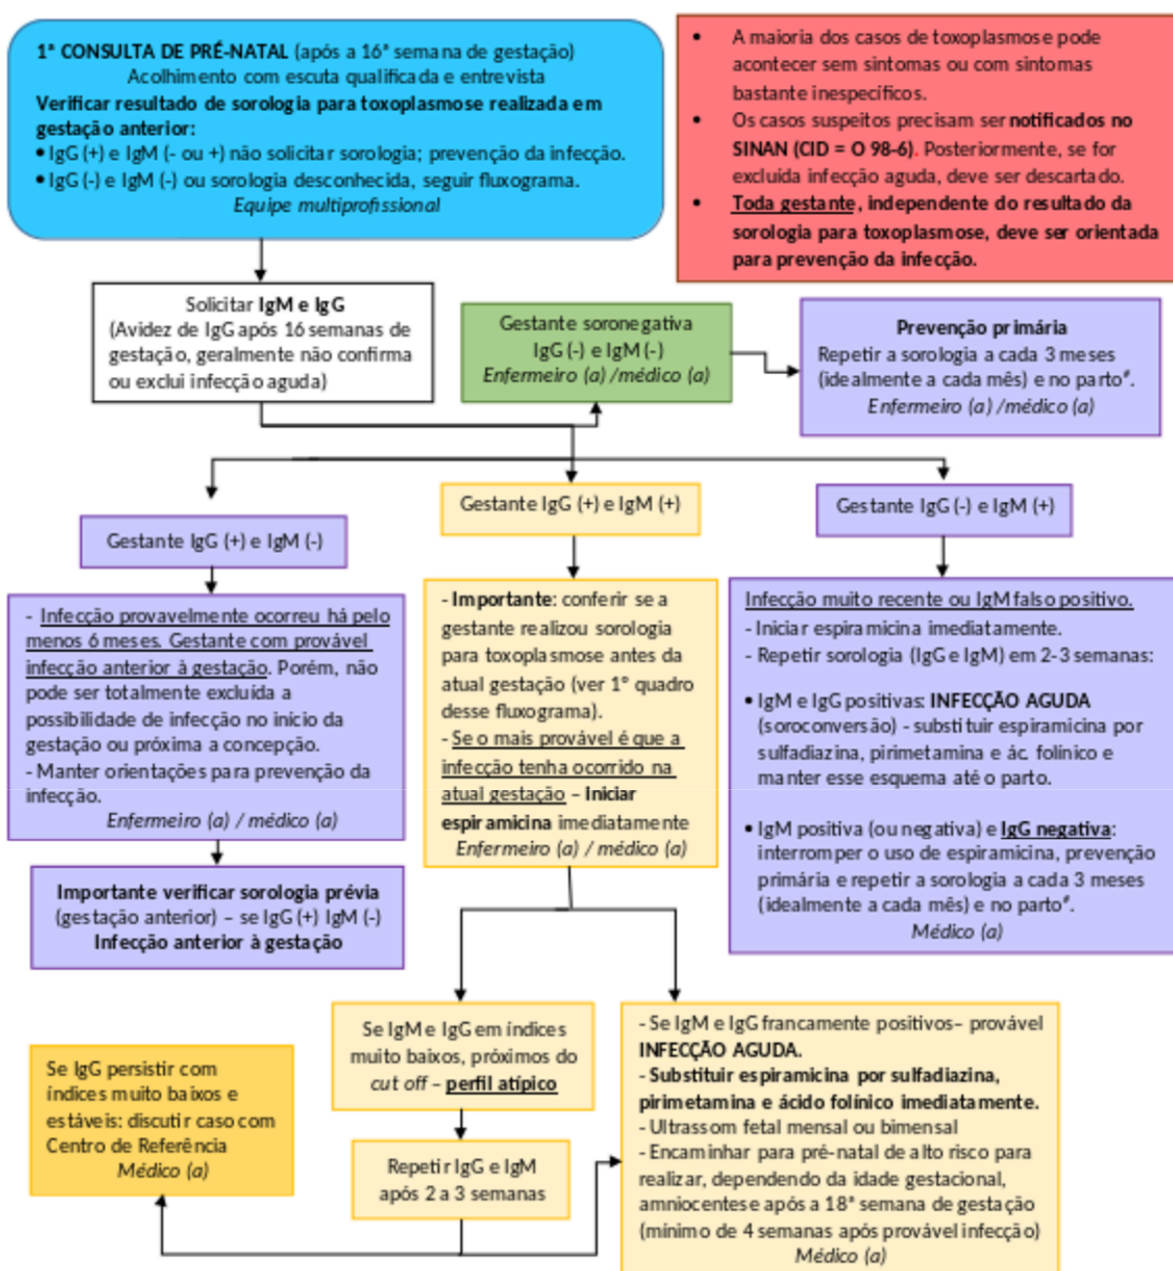 1ª CONSULTA DE PRÉ-NATAL (após a 16ª semana de gestação)
Acolhimento com escuta qualificada e entrevista
Verificar resultado de sorologia para toxoplasmose realizada em
gestação anterior:
• IgG (+) e IgM (- ou +) não solicitar sorologia; prevenção da infecção.
• IgG (-) e IgM (-) ou sorologia desconhecida, seguir fluxograma.
Equipe multiprofissional
• A maioria dos casos de toxoplasmose pode
acontecer sem sintomas ou com sintomas
bastante inespecíficos.
• Os casos suspeitos precisam ser notificados no
SINAN (CID = O 98-6). Posteriormente, se for
excluída infecção aguda, deve ser descartado.
• Toda gestante, independente do resultado da
sorologia para toxoplasmose, deve ser orientada
para prevenção da infecção.
Solicitar IgM e IgG
(Avidez de IgG após 16 semanas de
gestação, geralmente não confirma
ou exclui infecção aguda)
Gestante soronegativa
IgG (-) e IgM (-)
Enfermeiro (a) /médico (a)
Prevenção primária
Repetir a sorologia a cada 3 meses
(idealmente a cada mês) e no parto#.
Enfermeiro (a) /médico (a)
Gestante IgG (+) e IgM (-)
Gestante IgG (+) e IgM (+)
Gestante IgG (-) e IgM (+)
- Infecção provavelmente ocorreu há pelo
menos 6 meses. Gestante com provável
infecção anterior à gestação. Porém, não
pode ser totalmente excluída a
possibilidade de infecção no início da
gestação ou próxima a concepção.
- Manter orientações para prevenção da
infecção.
Enfermeiro (a) / médico (a)
Importante verificar sorologia prévia
(gestação anterior) – se IgG (+) IgM (-)
Infecção anterior à gestação
- Importante: conferir se a
gestante realizou sorologia
para toxoplasmose antes da
atual gestação (ver 1º quadro
desse fluxograma).
- Se o mais provável é que a
infecção tenha ocorrido na
atual gestação – Iniciar
espiramicina imediatamente
Enfermeiro (a) / médico (a)
Infecção muito recente ou IgM falso positivo.
- Iniciar espiramicina imediatamente.
- Repetir sorologia (IgG e IgM) em 2-3 semanas:
• IgM e IgG positivas: INFECÇÃO AGUDA
(soroconversão) - substituir espiramicina por
sulfadiazina, pirimetamina e ác. folínico e
manter esse esquema até o parto.
• IgM positiva (ou negativa) e IgG negativa:
interromper o uso de espiramicina, prevenção
primária e repetir a sorologia a cada 3 meses
(idealmente a cada mês) e no parto#.
Médico (a)
Se IgM e IgG em índices
muito baixos, próximos do
cut off – perfil atípico
Repetir IgG e IgM
após 2 a 3 semanas
Se IgG persistir com
índices muito baixos e
estáveis: discutir caso com
Centro de Referência
Médico (a)
- Se IgM e IgG francamente positivos– provável
INFECÇÃO AGUDA.
- Substituir espiramicina por sulfadiazina,
pirimetamina e ácido folínico imediatamente.
- Ultrassom fetal mensal ou bimensal
- Encaminhar para pré-natal de alto risco para
realizar, dependendo da idade gestacional,
amniocentese após a 18ª semana de gestação
(mínimo de 4 semanas após provável infecção)
Médico (a)